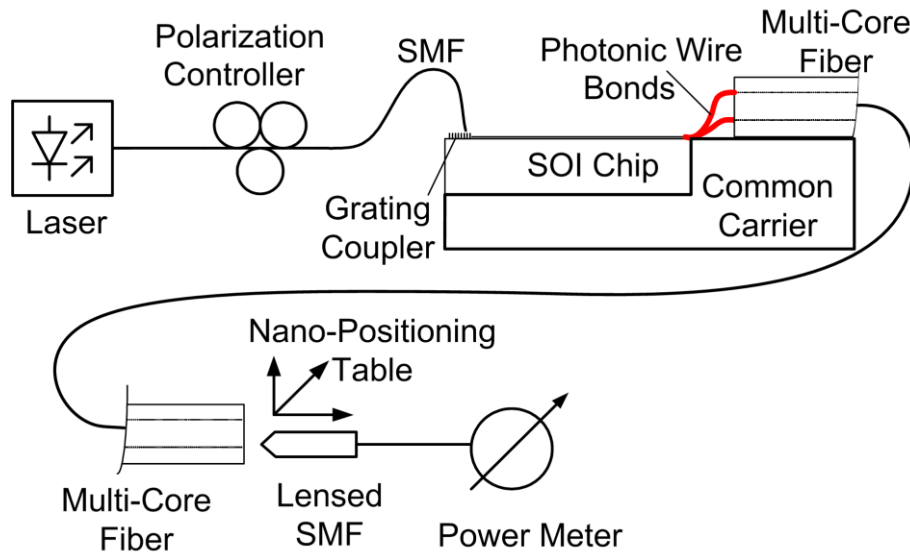 Polarization
Controller
SMF
Photonic Wire
Bonds
Multi-Core
Fiber
Laser
Grating
Coupler
SOI Chip
Common
Carrier
Nano-Positioning
Table
Multi-Core
Fiber
Lensed
SMF
Power Meter